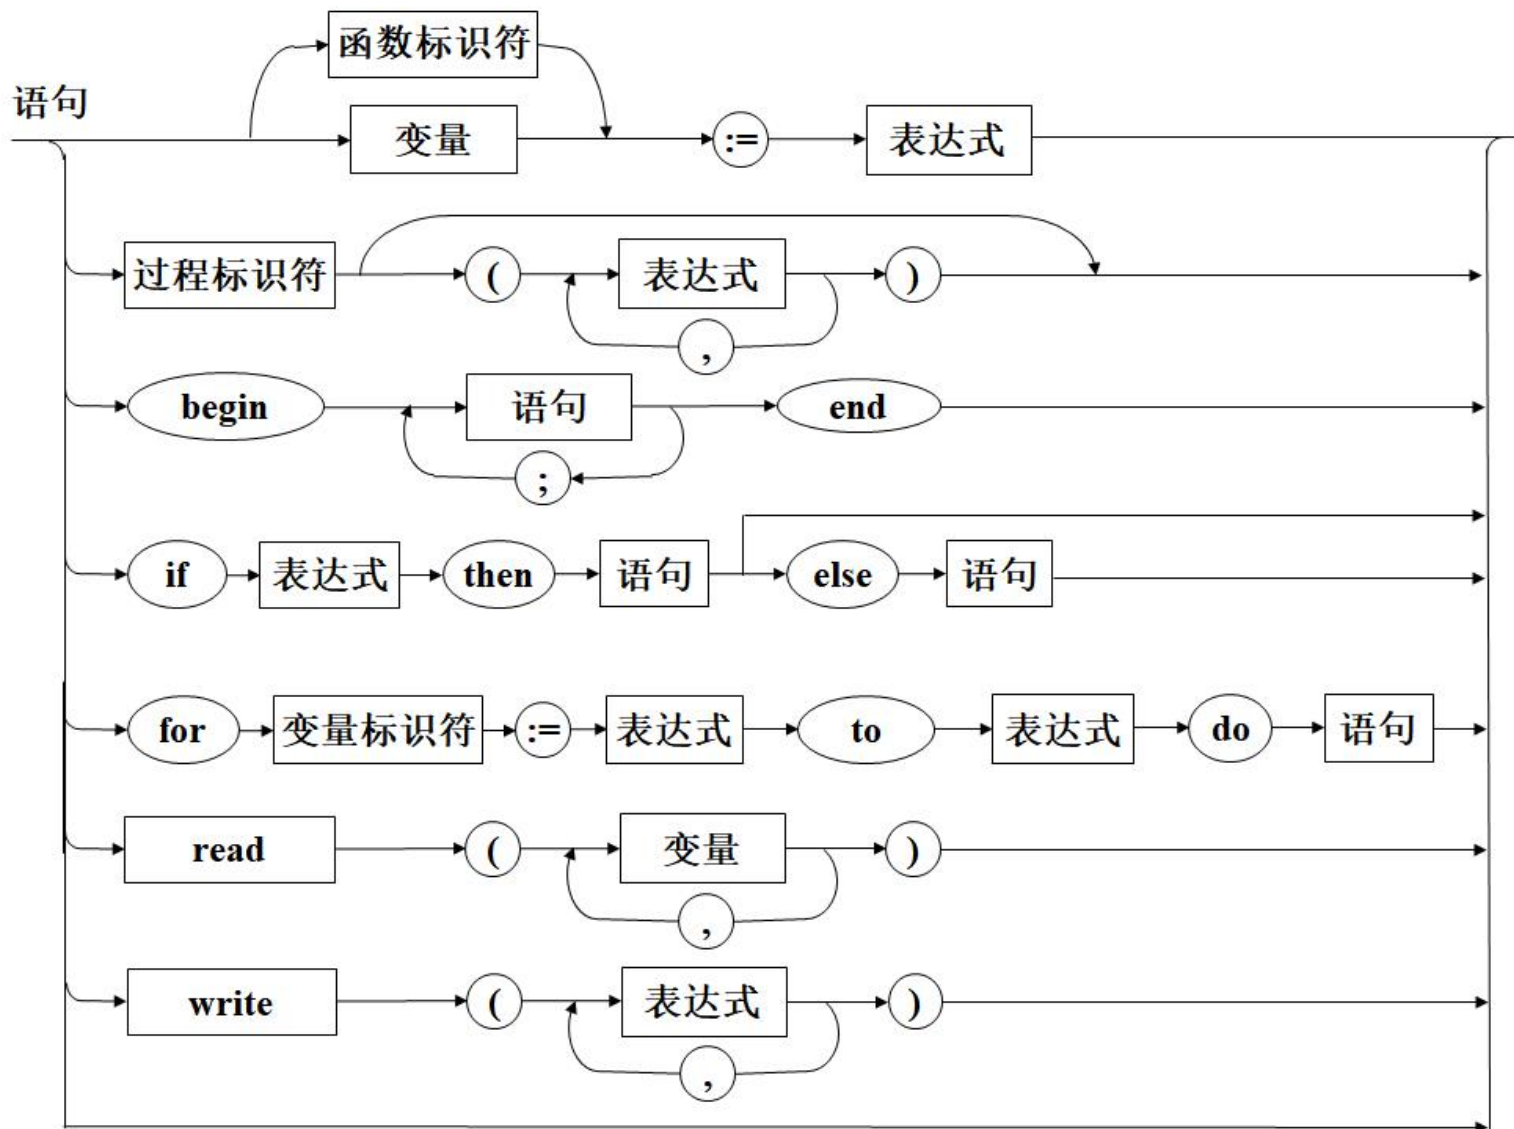 函数标识符
语句
变量 := 表达式
过程标识符 ( 表达式 )
,
begin 语句 end
;
if 表达式 then 语句 else 语句
for 变量标识符 := 表达式 to 表达式 do 语句
read ( 变量 )
,
write ( 表达式 )
,